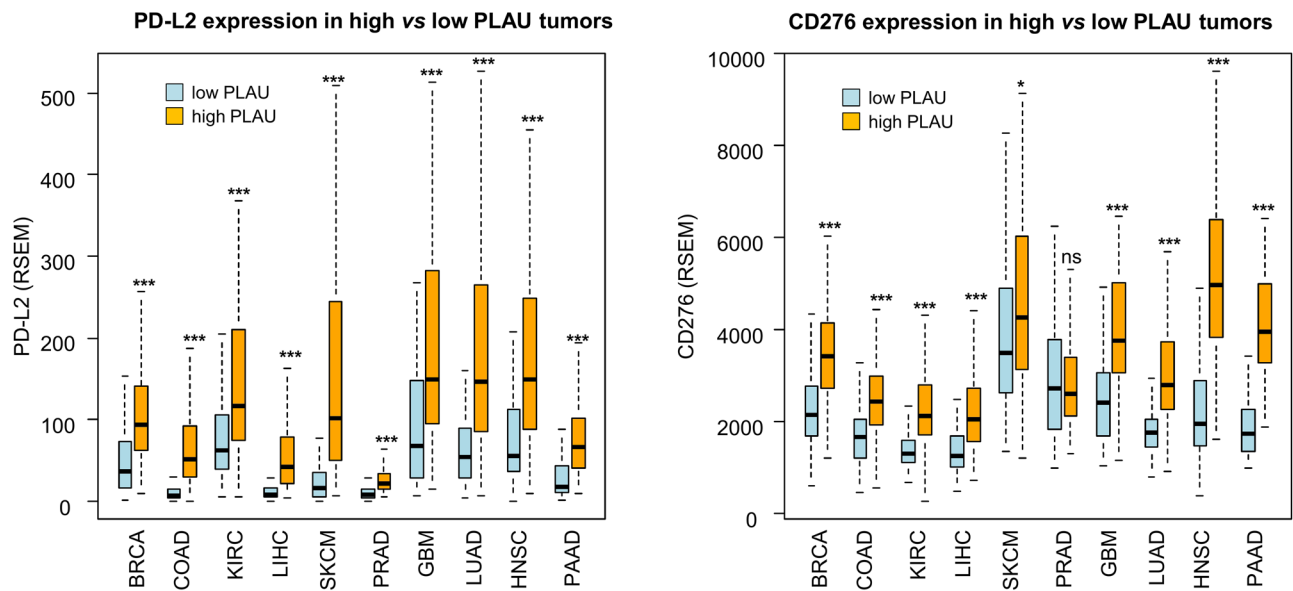 PD-L2 expression in high vs low PLAU tumors
low PLAU
high PLAU
PD-L2 (RSEM)
500
400
300
200
100
0
***
***
***
***
***
***
***
***
***
***
BRCA
COAD
KIRC
LIHC
SKCM
PRAD
GBM
LUAD
HNSC
PAAD
CD276 expression in high vs low PLAU tumors
low PLAU
high PLAU
CD276 (RSEM)
10000
8000
6000
4000
2000
0
***
***
***
***
*
ns
***
***
***
***
BRCA
COAD
KIRC
LIHC
SKCM
PRAD
GBM
LUAD
HNSC
PAAD